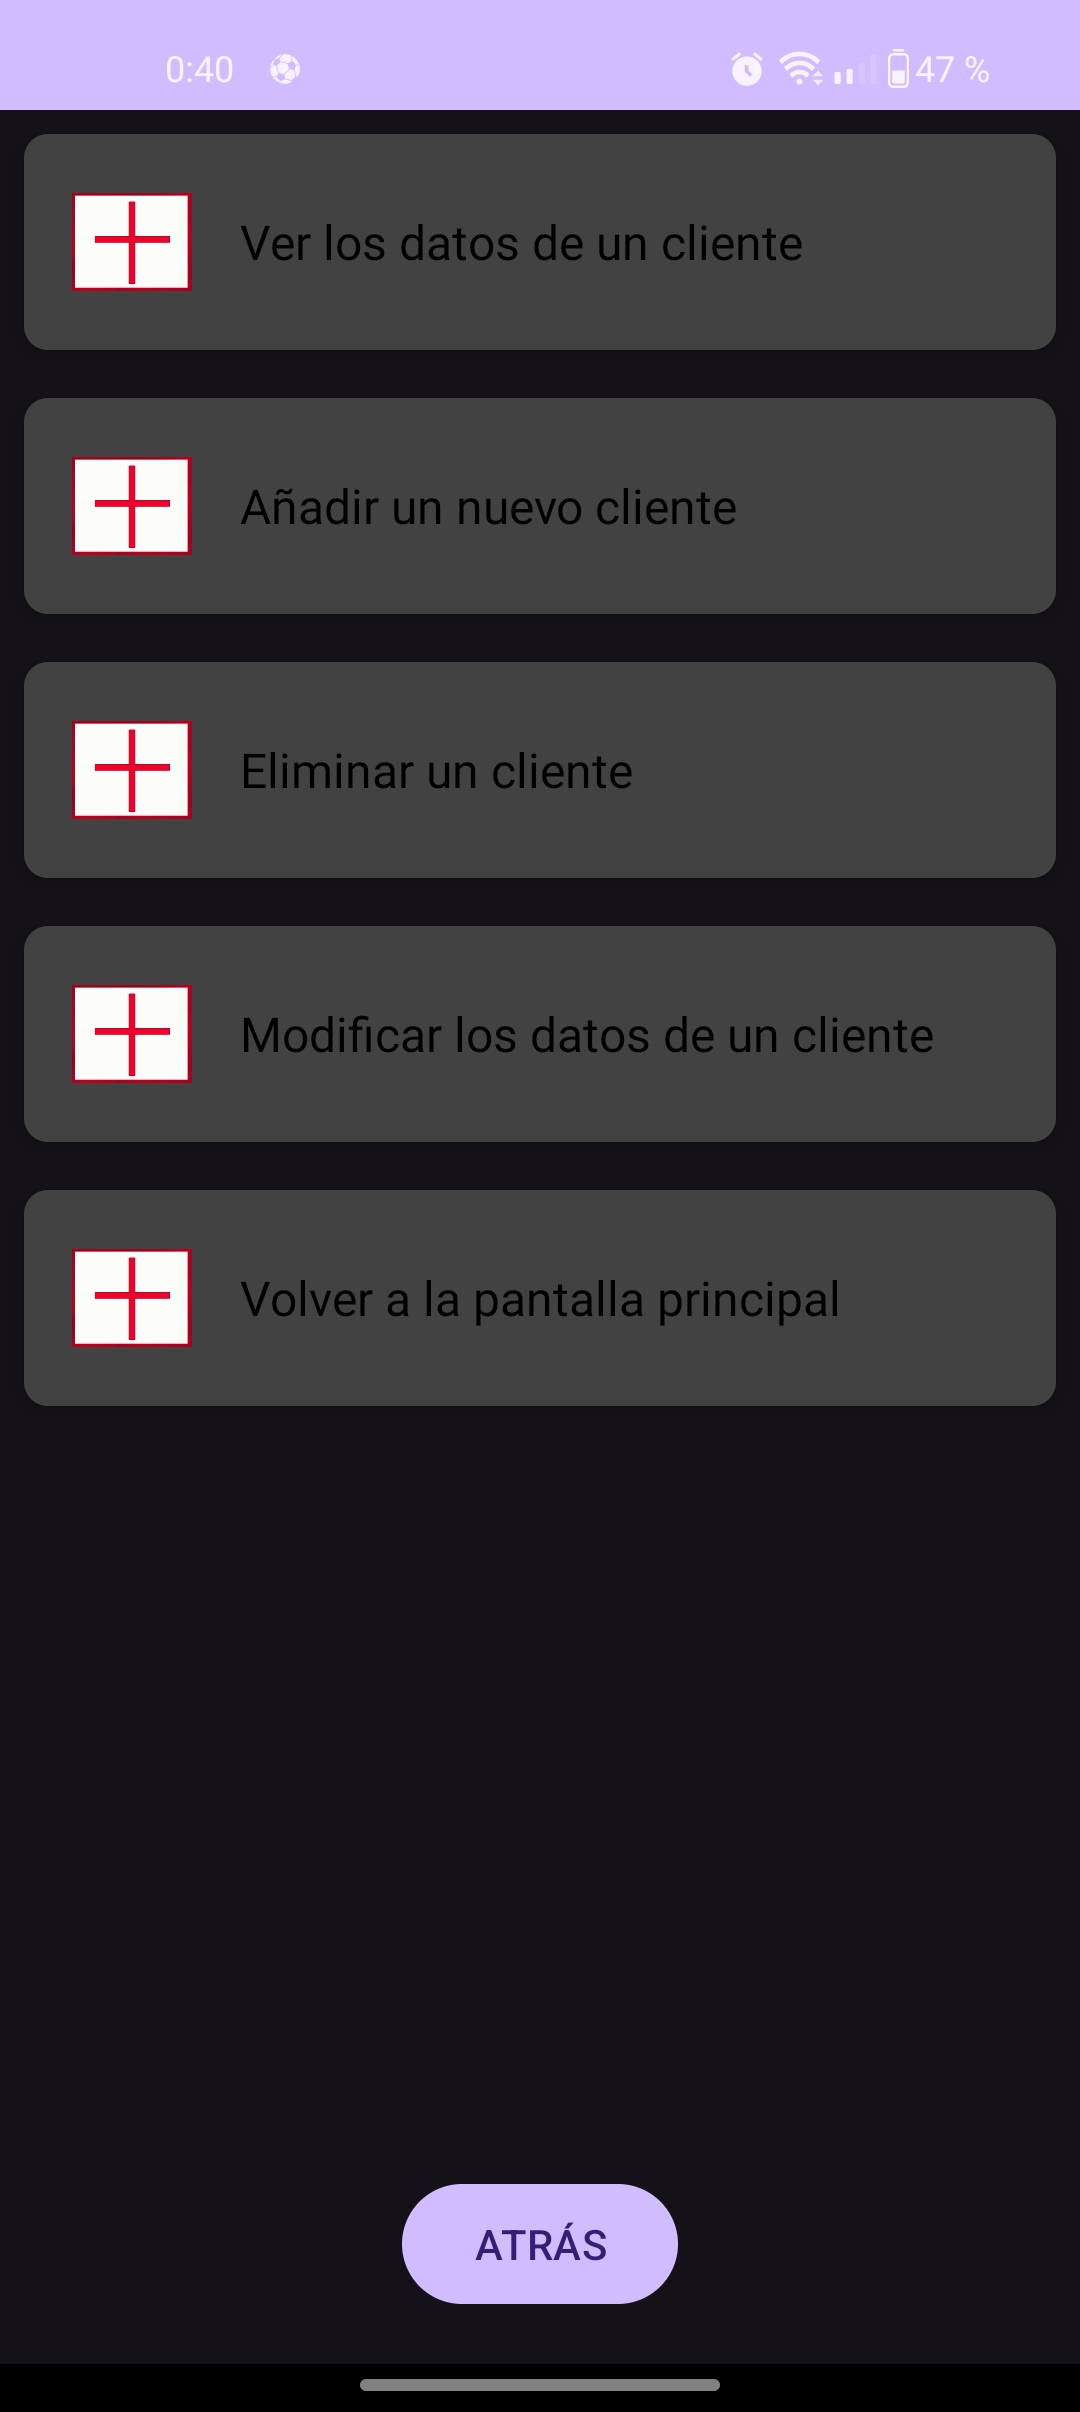 0:40 47 %
Ver los datos de un cliente
Añadir un nuevo cliente
Eliminar un cliente
Modificar los datos de un cliente
Volver a la pantalla principal
ATRÁS